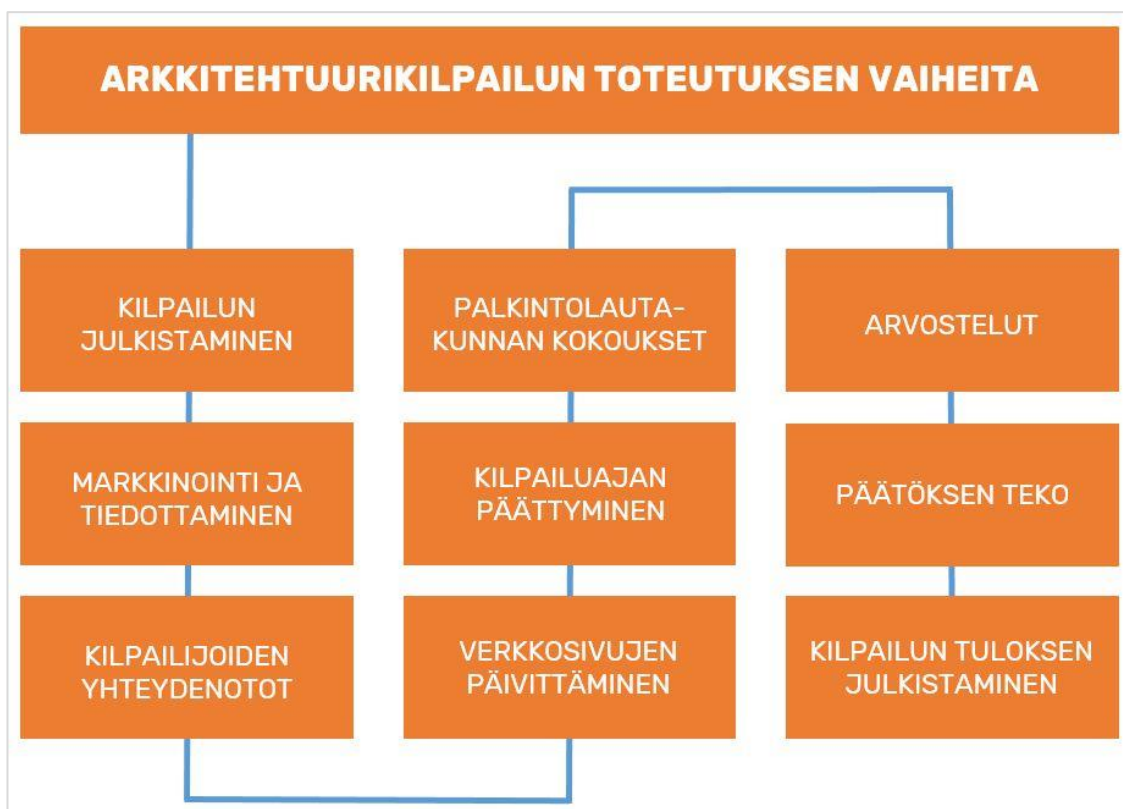 ARKKITEHTUURIKILPAILUN TOTEUTUKSEN VAIHEITA
KILPAILUN
JULKISTAMINEN
MARKKINOINTI JA
TIEDOTTAMINEN
KILPAILIJOIDEN
YHTEYDENOTOT
VERKKOSIVUJEN
PÄIVITTÄMINEN
KILPAILUAJAN
PÄÄTTYMINEN
PALKINTOLAUTA-
KUNNAN KOKOUKSET
ARVOSTELUT
PÄÄTÖKSEN TEKO
KILPAILUN TULOKSEN
JULKISTAMINEN